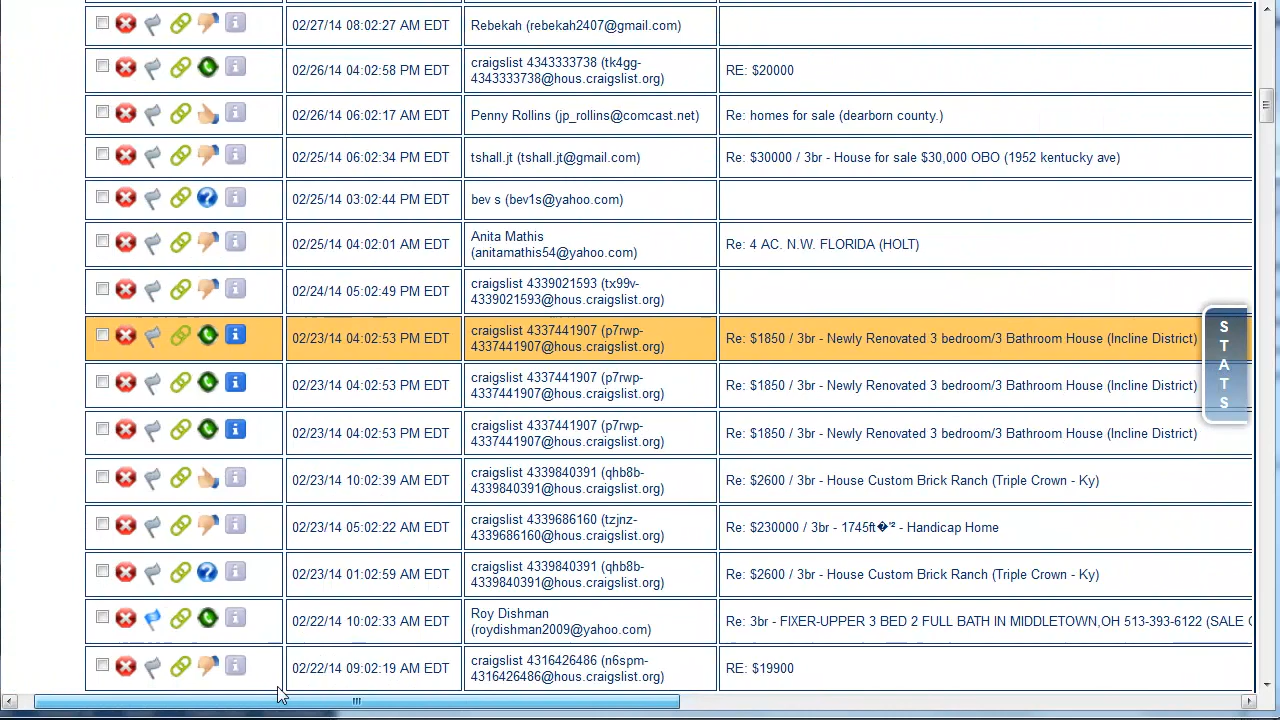 02/27/14 08:02:27 AM EDT Rebekah (rebekah2407@gmail.com)
02/26/14 04:02:58 PM EDT craigslist 4343333738 (tk4gg-
4343333738@hous.craigslist.org) RE: $20000
02/26/14 06:02:17 AM EDT Penny Rollins (jp_rollins@comcast.net) Re: homes for sale (dearborn county.)
02/25/14 06:02:34 PM EDT tshall.jt (tshall.jt@gmail.com) Re: $30000 / 3br - House for sale $30,000 OBO (1952 kentucky ave)
02/25/14 03:02:44 PM EDT bev s (bev1s@yahoo.com)
02/25/14 04:02:01 AM EDT Anita Mathis
(anitamathis54@yahoo.com) Re: 4 AC. N.W. FLORIDA (HOLT)
02/24/14 05:02:49 PM EDT craigslist 4339021593 (tx99v-
4339021593@hous.craigslist.org)
02/23/14 04:02:53 PM EDT craigslist 4337441907 (p7rwp-
4337441907@hous.craigslist.org) Re: $1850 / 3br - Newly Renovated 3 bedroom/3 Bathroom House (Incline District)
02/23/14 04:02:53 PM EDT craigslist 4337441907 (p7rwp-
4337441907@hous.craigslist.org) Re: $1850 / 3br - Newly Renovated 3 bedroom/3 Bathroom House (Incline District)
02/23/14 04:02:53 PM EDT craigslist 4337441907 (p7rwp-
4337441907@hous.craigslist.org) Re: $1850 / 3br - Newly Renovated 3 bedroom/3 Bathroom House (Incline District)
02/23/14 10:02:39 AM EDT craigslist 4339840391 (qhb8b-
4339840391@hous.craigslist.org) Re: $2600 / 3br - House Custom Brick Ranch (Triple Crown - Ky)
02/23/14 05:02:22 AM EDT craigslist 4339686160 (tzjnz-
4339686160@hous.craigslist.org) Re: $230000 / 3br - 1745ft�'² - Handicap Home
02/23/14 01:02:59 AM EDT craigslist 4339840391 (qhb8b-
4339840391@hous.craigslist.org) Re: $2600 / 3br - House Custom Brick Ranch (Triple Crown - Ky)
02/22/14 10:02:33 AM EDT Roy Dishman
(roydishman2009@yahoo.com) Re: 3br - FIXER-UPPER 3 BED 2 FULL BATH IN MIDDLETOWN,OH 513-393-6122 (SALE
02/22/14 09:02:19 AM EDT craigslist 4316426486 (n6spm-
4316426486@hous.craigslist.org) RE: $19900
STATS